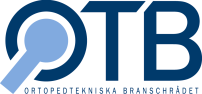 OTB
ORTOPEDTEKNISKA BRANSCHRÅDET